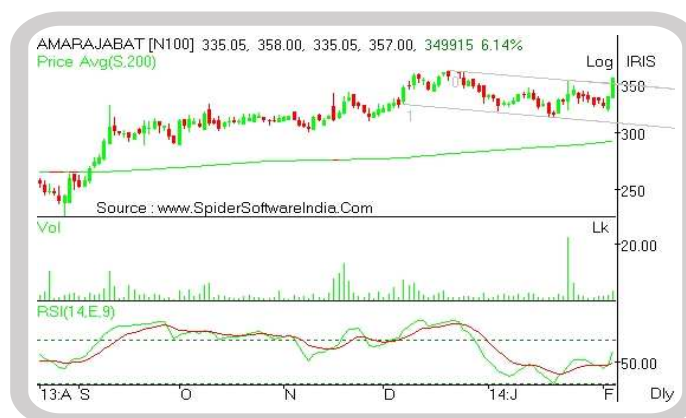 AMARAJABAT [N100] 335.05, 358.00, 335.05, 357.00, 349915 6.14%
Price Avg(S,200) Log IRIS
350
0
1
300
250
Source : www.SpiderSoftwareIndia.Com
Vol Lk
20.00
RSI(14,E,9)
50.00
'13:A 'S 'O 'N 'D '14:J 'F Dly